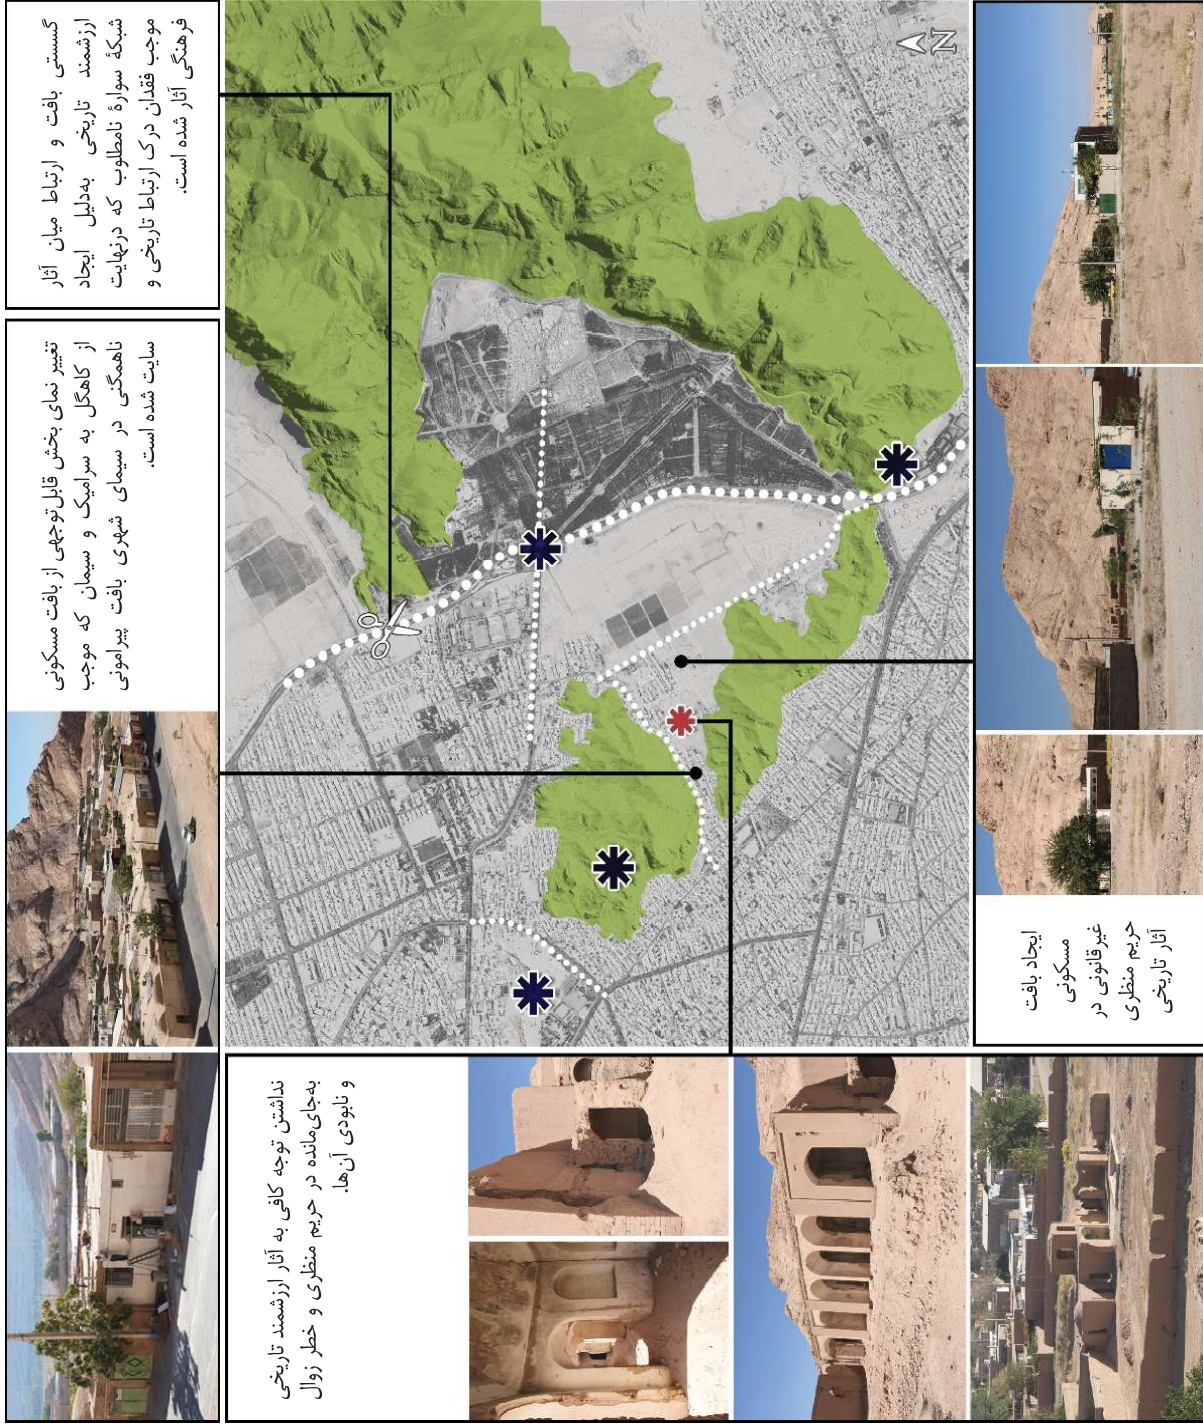 گسستی بافت و ارتباط میان آثار
ارزشمند تاریخی به‌دلیل ایجاد
شبکهٔ سوارهٔ نامطلوب که درنهایت
موجب فقدان درک ارتباط تاریخی و
فرهنگی آثار شده است.
تغییر نمای بخش قابل‌توجهی از بافت مسکونی
از کاهگل به سرامیک و سیمان که موجب
ناهمگنی در سیمای شهری بافت پیرامونی
سایت شده است.
نداشتن توجه کافی به آثار ارزشمند تاریخی
به‌جای‌مانده در حریم منظری و خطر زوال
و نابودی آن‌ها.
ایجاد بافت
مسکونی
غیرقانونی در
حریم منظری
آثار تاریخی
N